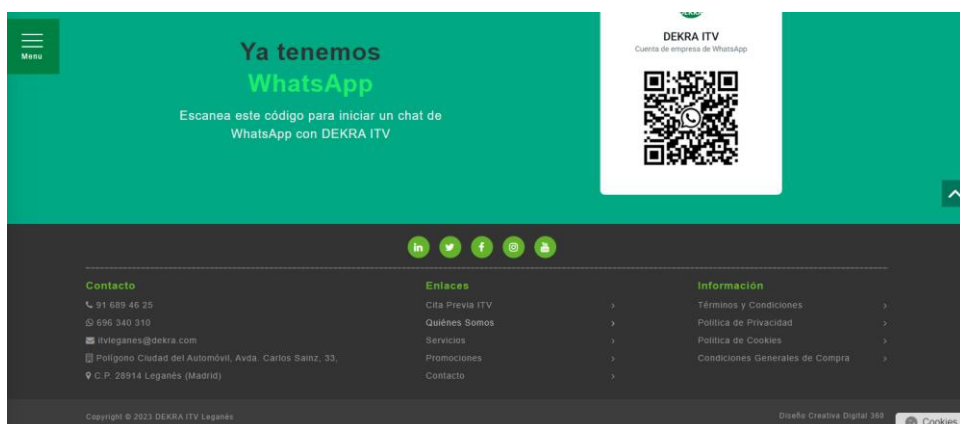 Menu
Ya tenemos
WhatsApp
Escanea este código para iniciar un chat de
WhatsApp con DEKRA ITV
DEKRA ITV
Cuenta de empresa de WhatsApp
Contacto
91 689 46 25
696 340 310
itvleganes@dekra.com
Polígono Ciudad del Automóvil, Avda. Carlos Sainz, 33,
C.P. 28914 Leganés (Madrid)
Enlaces
Cita Previa ITV
Quiénes Somos
Servicios
Promociones
Contacto
Información
Términos y Condiciones
Política de Privacidad
Política de Cookies
Condiciones Generales de Compra
Copyright © 2023 DEKRA ITV Leganés
Diseño Creativa Digital 360
Cookies